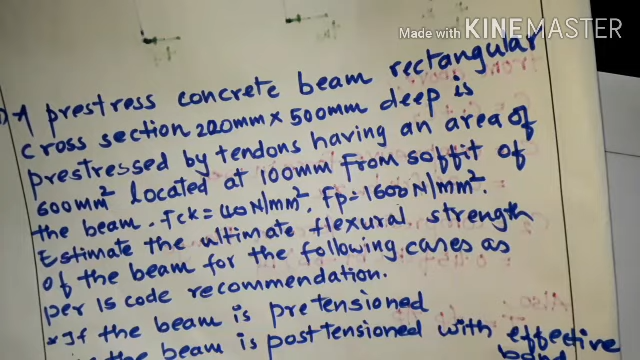 Made with KINEMASTER
A prestress concrete beam rectangular
cross section 200mm x 500mm deep is
prestressed by tendons having an area of
600mm² located at 100mm from soffit of
the beam. Fck = 40 N/mm². Fp = 1600 N/mm².
Estimate the ultimate flexural strength
of the beam for the following cases as
per IS code recommendation.
* If the beam is pretensioned
the beam is post tensioned with effective